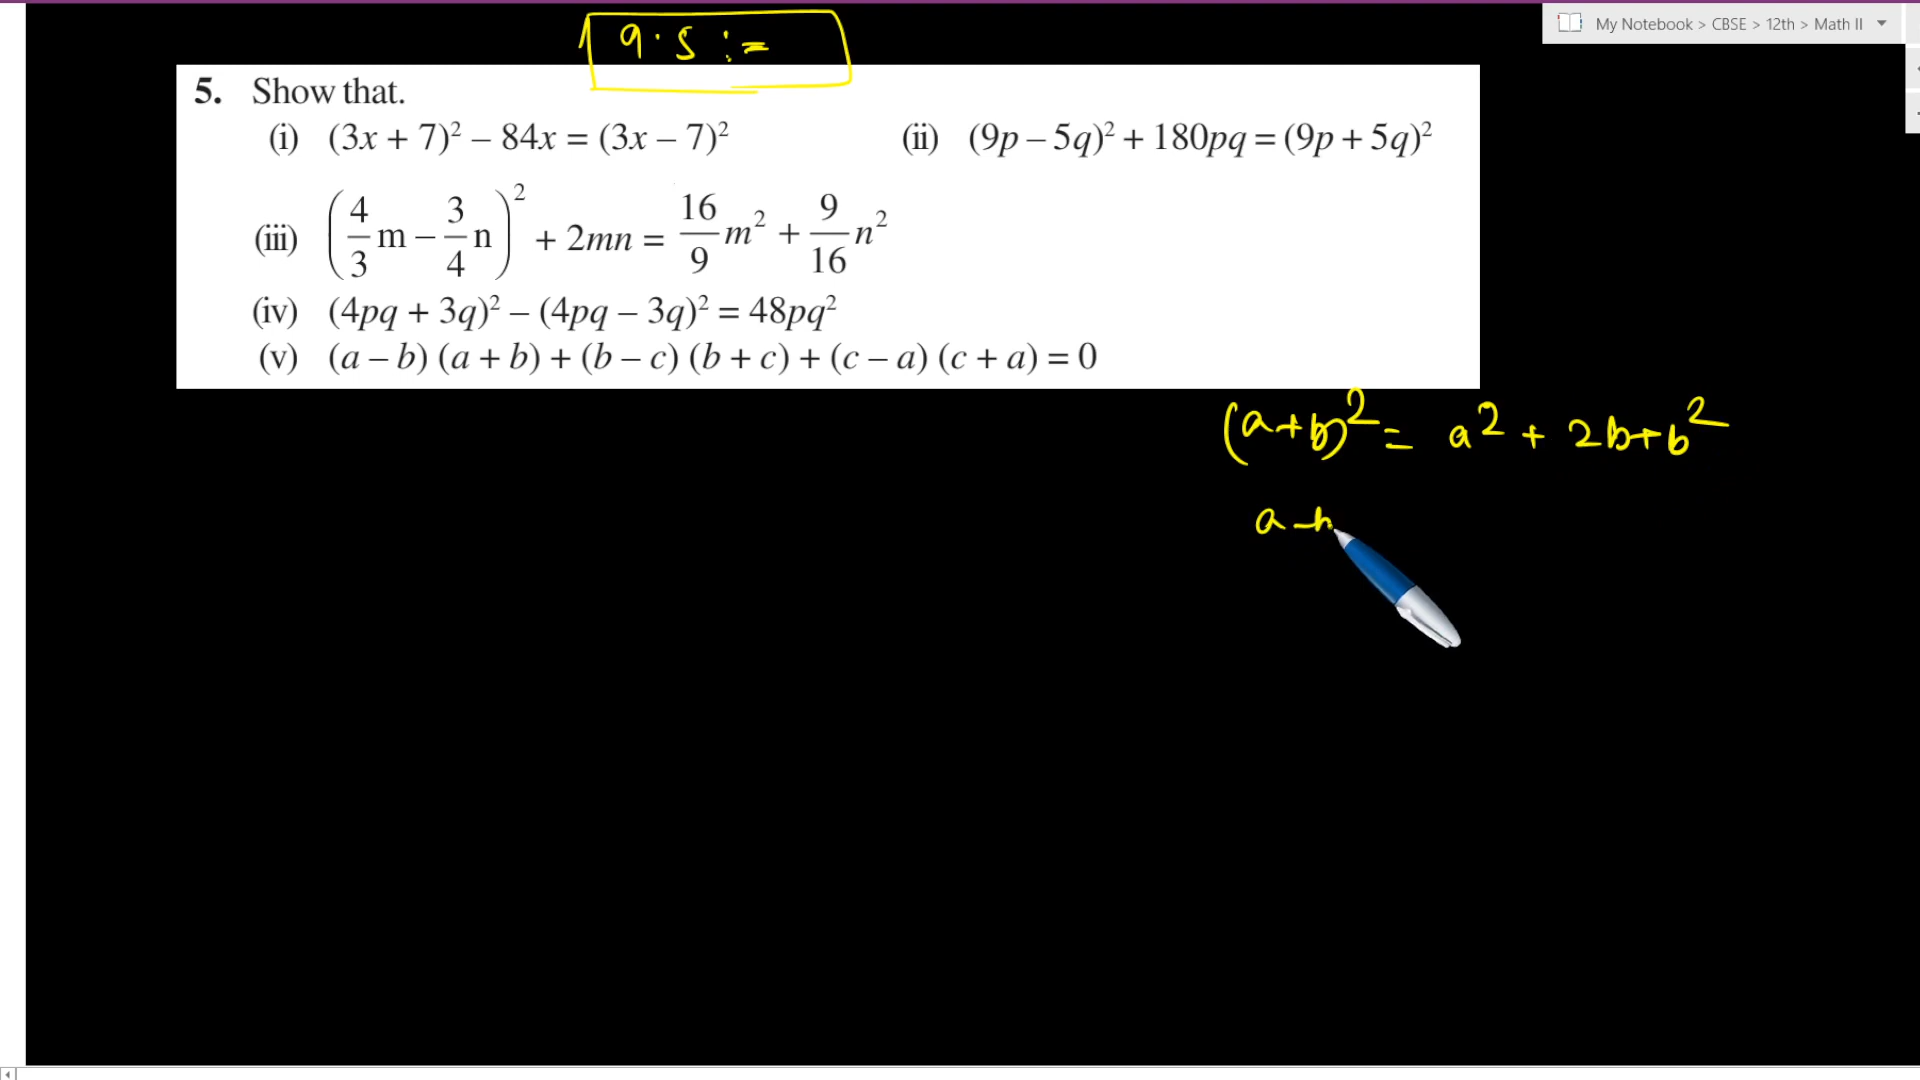 My Notebook > CBSE > 12th > Math II
9.5 :=
5. Show that.
(i) (3x + 7)² – 84x = (3x – 7)² (ii) (9p – 5q)² + 180pq = (9p + 5q)²
(iii) (4/3 m – 3/4 n)² + 2mn = 16/9 m² + 9/16 n²
(iv) (4pq + 3q)² – (4pq – 3q)² = 48pq²
(v) (a – b) (a + b) + (b – c) (b + c) + (c – a) (c + a) = 0
(a+b)² = a² + 2b+b²
a –